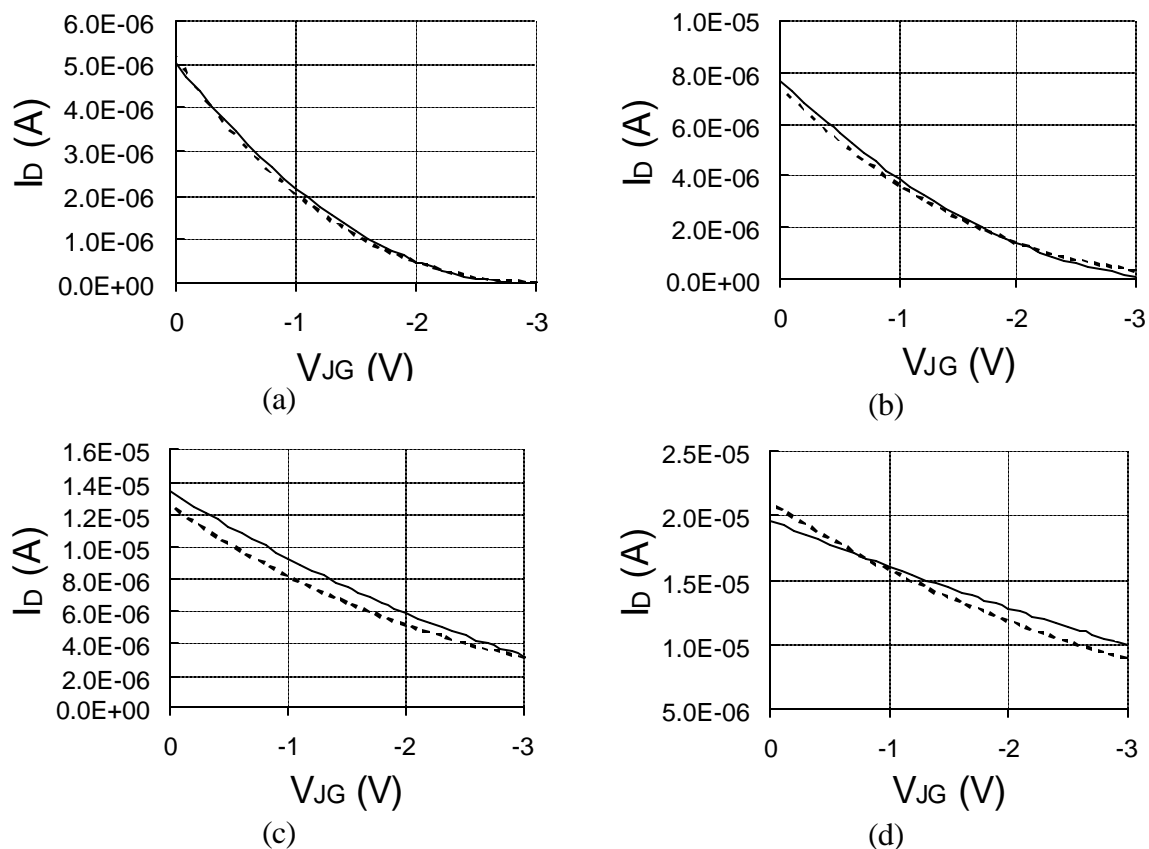 6.0E-06
5.0E-06
4.0E-06
3.0E-06
2.0E-06
1.0E-06
0.0E+00
ID (A)
0 -1 -2 -3
VJG (V)
(a)
1.0E-05
8.0E-06
6.0E-06
4.0E-06
2.0E-06
0.0E+00
ID (A)
0 -1 -2 -3
VJG (V)
(b)
1.6E-05
1.4E-05
1.2E-05
1.0E-05
8.0E-06
6.0E-06
4.0E-06
2.0E-06
0.0E+00
ID (A)
0 -1 -2 -3
VJG (V)
(c)
2.5E-05
2.0E-05
1.5E-05
1.0E-05
5.0E-06
ID (A)
0 -1 -2 -3
VJG (V)
(d)